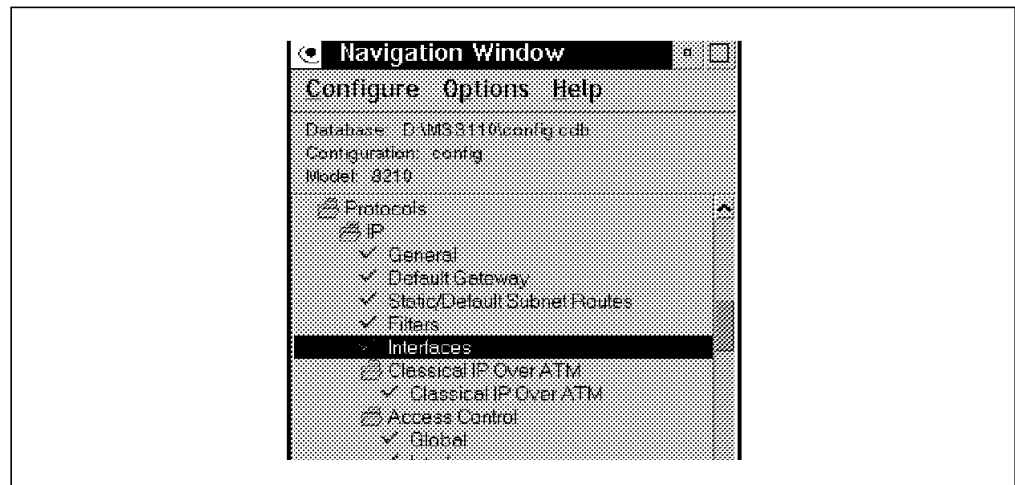 Navigation Window
Configure Options Help
Database: D:\MSS110\config.cdb
Configuration: config
Model: 8210
Protocols
IP
General
Default Gateway
Static/Default Subnet Routes
Filters
Interfaces
Classical IP Over ATM
Classical IP Over ATM
Access Control
Global